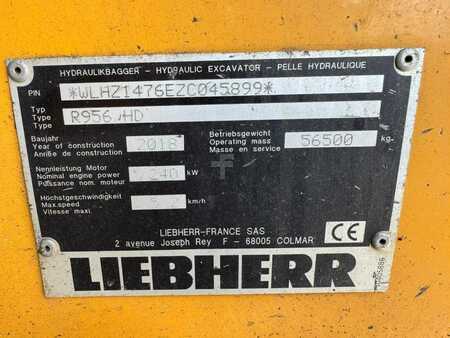 HYDRAULIKBAGGER - HYDRAULIC EXCAVATOR - PELLE HYDRAULIQUE
PIN *WLHZ1476EZC045899*
Typ
Type R956 HD
Type
Baujahr
Year of construction 2018
Année de construction
Betriebsgewicht
Operating mass 56500 kg
Masse en service
Nennleistung Motor
Nominal engine power 240 kW
Puissance nom. moteur
Höchstgeschwindigkeit
Max.speed km/h
Vitesse maxi.
LIEBHERR-FRANCE SAS
2 avenue Joseph Rey F - 68005 COLMAR
CE
LIEBHERR